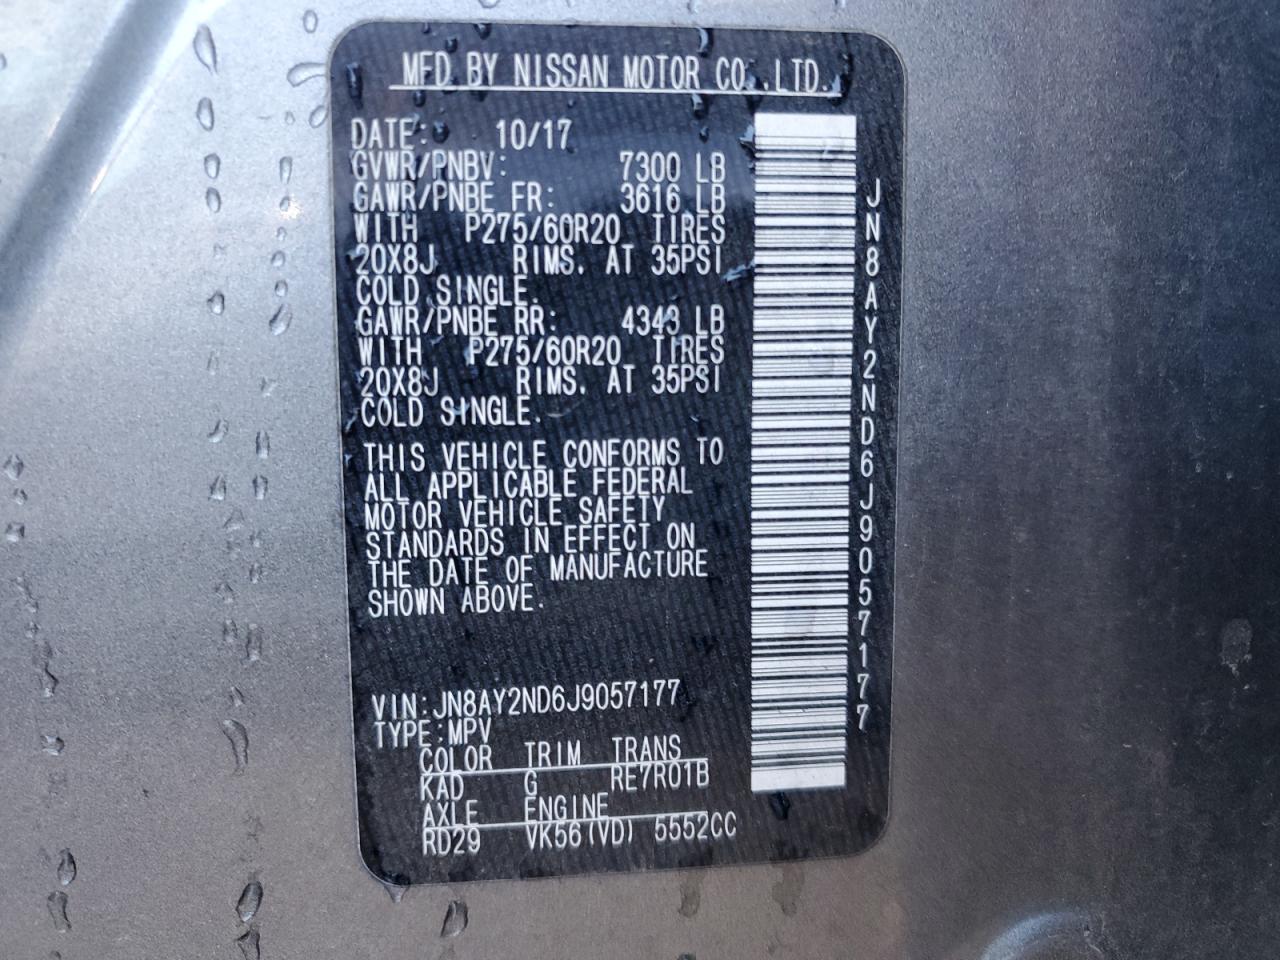 MFD BY NISSAN MOTOR CO.,LTD.
DATE: 10/17
GVWR/PNBV: 7300 LB
GAWR/PNBE FR: 3616 LB
WITH P275/60R20 TIRES
20X8J RIMS, AT 35PSI
COLD SINGLE.
GAWR/PNBE RR: 4343 LB
WITH P275/60R20 TIRES
20X8J RIMS, AT 35PSI
COLD SINGLE.
THIS VEHICLE CONFORMS TO
ALL APPLICABLE FEDERAL
MOTOR VEHICLE SAFETY
STANDARDS IN EFFECT ON
THE DATE OF MANUFACTURE
SHOWN ABOVE.
VIN:JN8AY2ND6J9057177
TYPE:MPV
COLOR TRIM TRANS
KAD G RE7R01B
AXLE ENGINE
RD29 VK56(VD) 5552CC
JN8AY2ND6J9057177